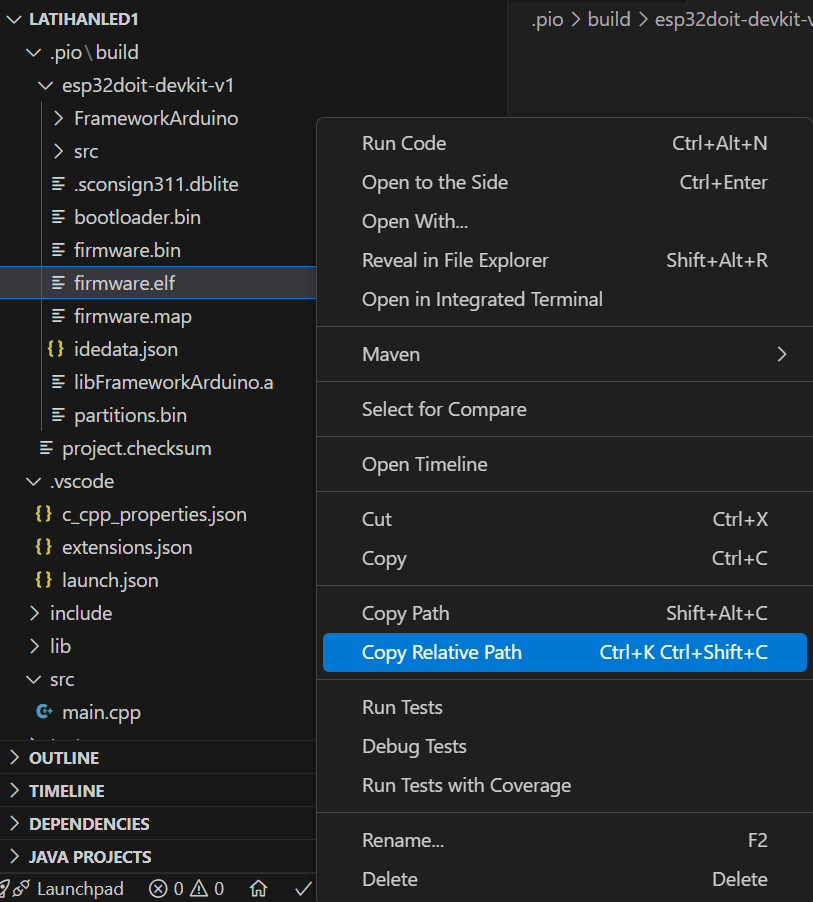 LATIHANLED1
.pio\build
esp32doit-devkit-v1
FrameworkArduino
src
.sconsign311.dblite
bootloader.bin
firmware.bin
firmware.elf
firmware.map
idedata.json
libFrameworkArduino.a
partitions.bin
project.checksum
.vscode
c_cpp_properties.json
extensions.json
launch.json
include
lib
src
main.cpp
OUTLINE
TIMELINE
DEPENDENCIES
JAVA PROJECTS
Launchpad 0 0
.pio > build > esp32doit-devkit-v
Run Code Ctrl+Alt+N
Open to the Side Ctrl+Enter
Open With...
Reveal in File Explorer Shift+Alt+R
Open in Integrated Terminal
Maven
Select for Compare
Open Timeline
Cut Ctrl+X
Copy Ctrl+C
Copy Path Shift+Alt+C
Copy Relative Path Ctrl+K Ctrl+Shift+C
Run Tests
Debug Tests
Run Tests with Coverage
Rename... F2
Delete Delete